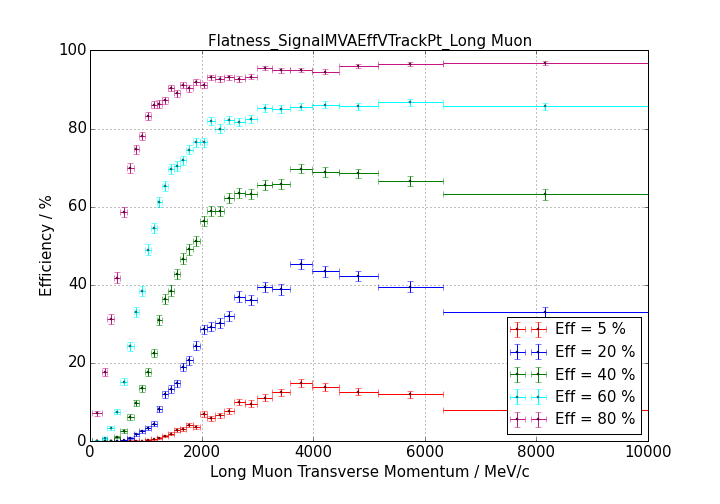 Flatness_SignalMVAEffVTrackPt_Long Muon
100
80
60
40
20
0
Efficiency / %
0 2000 4000 6000 8000 10000
Long Muon Transverse Momentum / MeV/c
Eff = 5 %
Eff = 20 %
Eff = 40 %
Eff = 60 %
Eff = 80 %